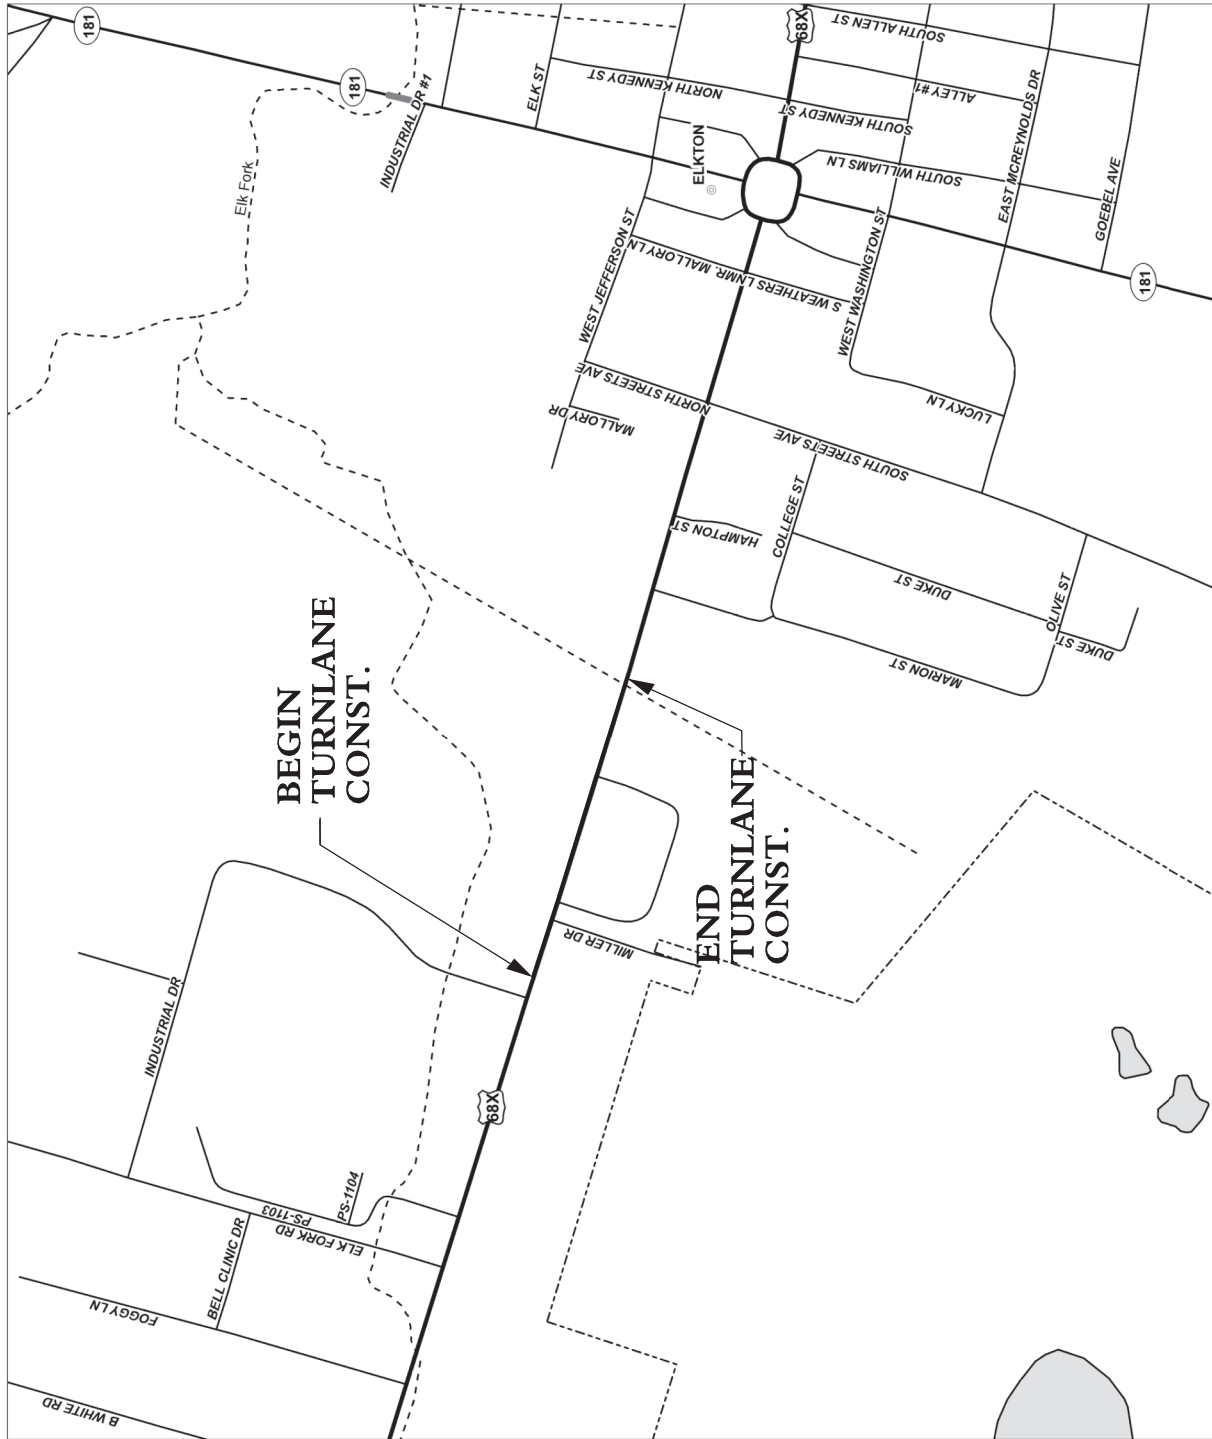 181
181
INDUSTRIAL DR #1
ELK ST
NORTH KENNEDY ST
68X
SOUTH ALLEN ST
ALLEY #1
SOUTH KENNEDY ST
EAST MCREYNOLDS DR
GOEBEL AVE
ELKTON
SOUTH WILLIAMS LN
Elk Fork
WEST JEFFERSON ST
MR. MALLORY LN
S WEATHERS LN
WEST WASHINGTON ST
181
NORTH STREETS AVE
MALLORY DR
LUCKY LN
SOUTH STREETS AVE
COLLEGE ST
HAMPTON ST
DUKE ST
OLIVE ST
DUKE ST
MARION ST
BEGIN
TURNLANE
CONST.
END
TURNLANE
CONST.
MILLER DR
INDUSTRIAL DR
68X
PS-1104
PS-1103
ELK FORK RD
BELL CLINIC DR
FOGGY LN
B WHITE RD